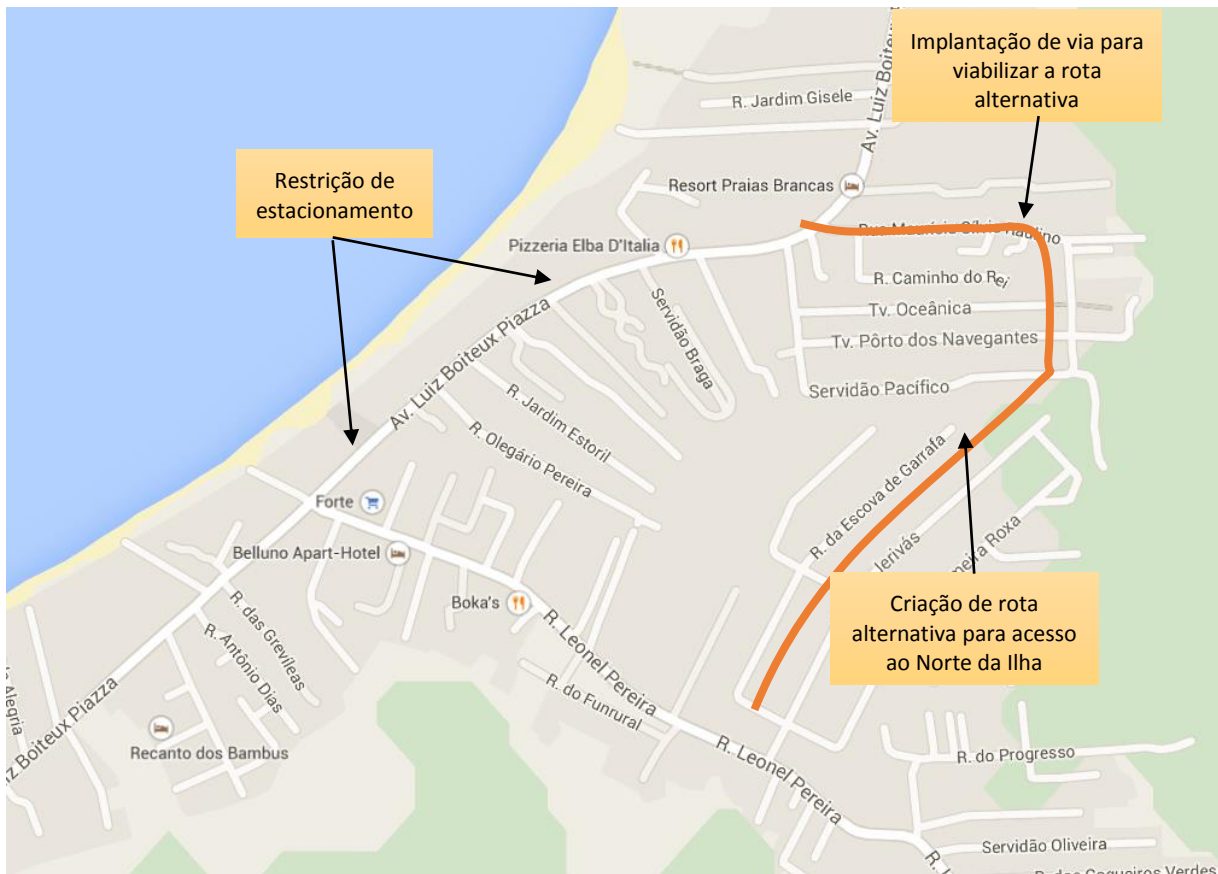 Implantação de via para
viabilizar a rota
alternativa
R. Jardim Gisele
Av. Luiz Boiteux
Restrição de
estacionamento
Resort Praias Brancas
Pizzeria Elba D'Italia
R. Caminho do Rei
Servidão Braga
Tv. Oceânica
Tv. Pôrto dos Navegantes
Av. Luiz Boiteux Piazza
Servidão Pacífico
R. Jardim Estoril
R. Olegário Pereira
R. da Escova de Garrafa
Forte
Belluno Apart-Hotel
Jerivás
Roxa
Boka's
R. das Grevíleas
R. Antônio Dias
Criação de rota
alternativa para acesso
ao Norte da Ilha
R. Leonel Pereira
Alegria
R. do Funrural
Boiteux Piazza
Recanto dos Bambus
R. Leonel Pereira
R. do Progresso
Servidão Oliveira